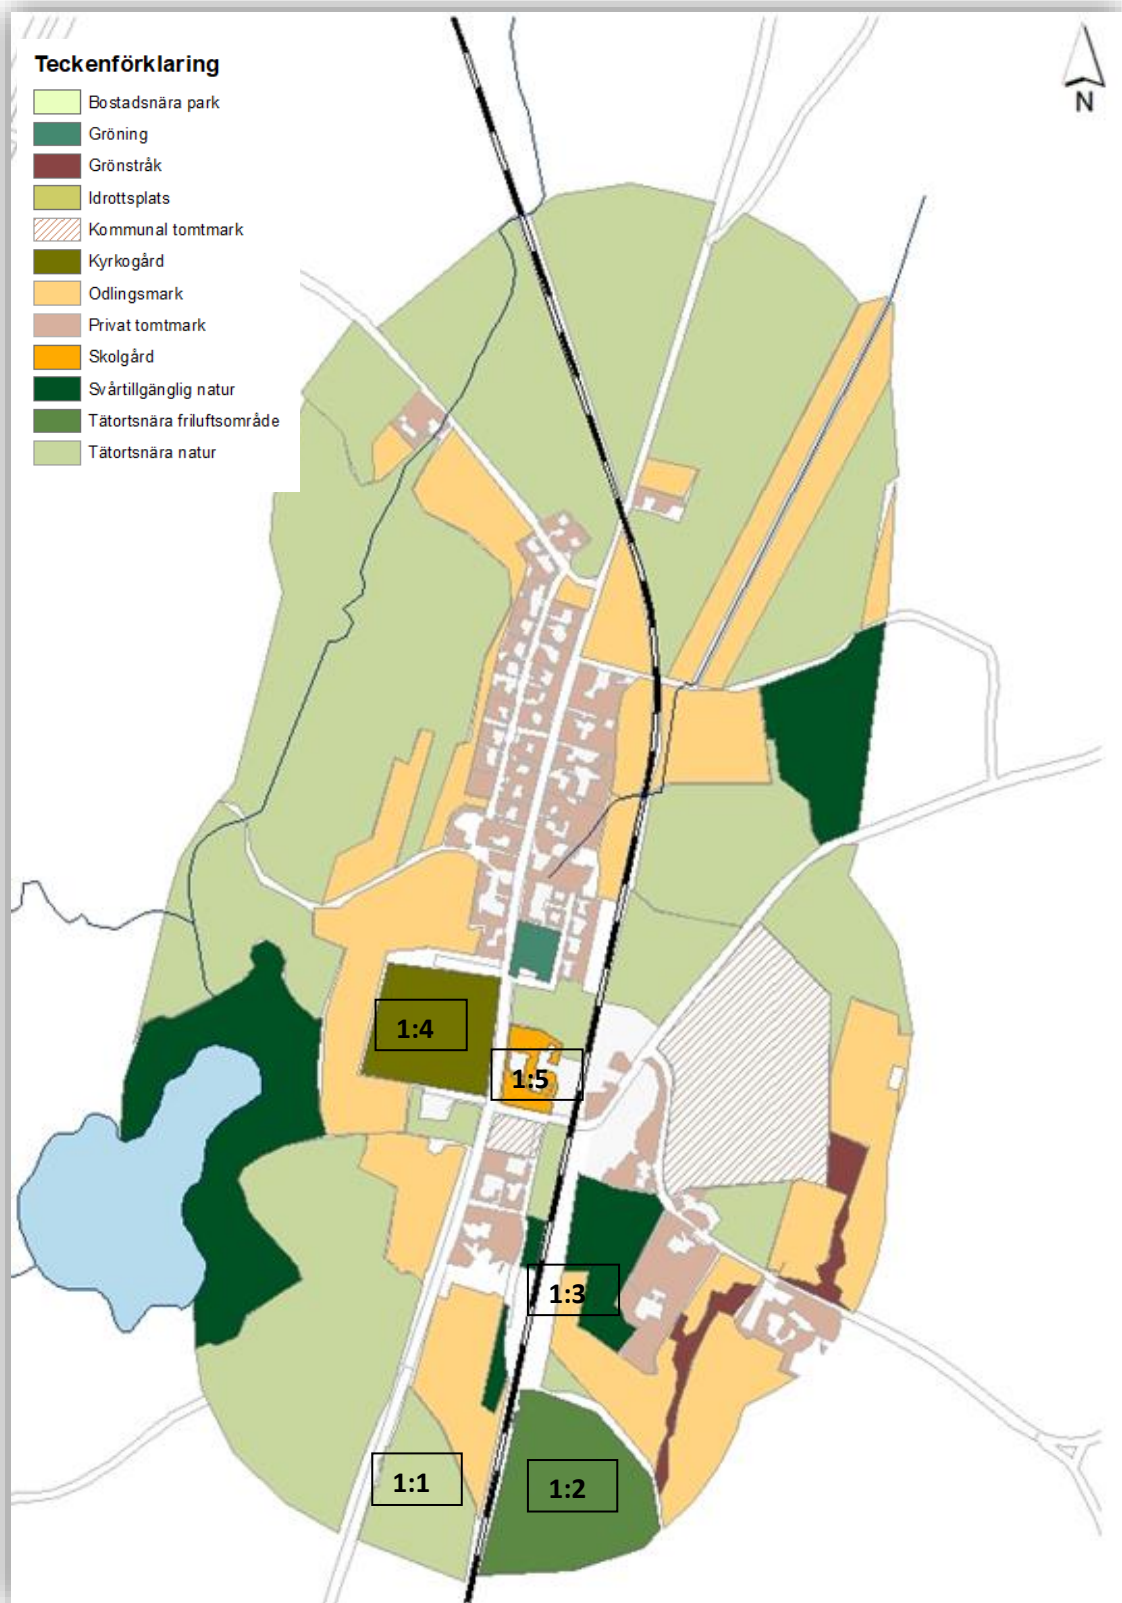 Teckenförklaring
Bostadsnära park
Gröning
Grönstråk
Idrottsplats
Kommunal tomtmark
Kyrkogård
Odlingsmark
Privat tomtmark
Skolgård
Svårtillgänglig natur
Tätortsnära friluftsområde
Tätortsnära natur
N
1:4
1:5
1:3
1:1
1:2